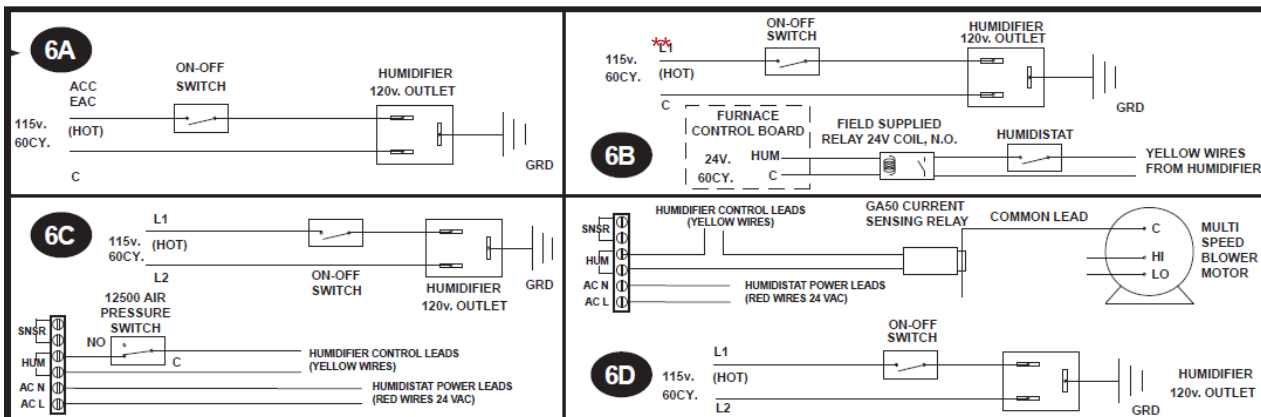 6A
ACC
EAC
ON-OFF
SWITCH
HUMIDIFIER
120v. OUTLET
115v.
60CY.
(HOT)
GRD
C
6B
**
L1
115v.
60CY.
(HOT)
ON-OFF
SWITCH
HUMIDIFIER
120v. OUTLET
C
GRD
FURNACE
CONTROL BOARD
24V.
60CY.
HUM
C
FIELD SUPPLIED
RELAY 24V COIL, N.O.
HUMIDISTAT
YELLOW WIRES
FROM HUMIDIFIER
6C
L1
115v.
60CY.
(HOT)
L2
ON-OFF
SWITCH
HUMIDIFIER
120v. OUTLET
GRD
12500 AIR
PRESSURE
SWITCH
SNSR
NO
HUM
C
AC N
AC L
HUMIDIFIER CONTROL LEADS
(YELLOW WIRES)
HUMIDISTAT POWER LEADS
(RED WIRES 24 VAC)
HUMIDIFIER CONTROL LEADS
(YELLOW WIRES)
GA50 CURRENT
SENSING RELAY
COMMON LEAD
SNSR
HUM
AC N
AC L
HUMIDISTAT POWER LEADS
(RED WIRES 24 VAC)
C
HI
LO
MULTI
SPEED
BLOWER
MOTOR
6D
L1
115v.
60CY.
(HOT)
L2
ON-OFF
SWITCH
HUMIDIFIER
120v. OUTLET
GRD